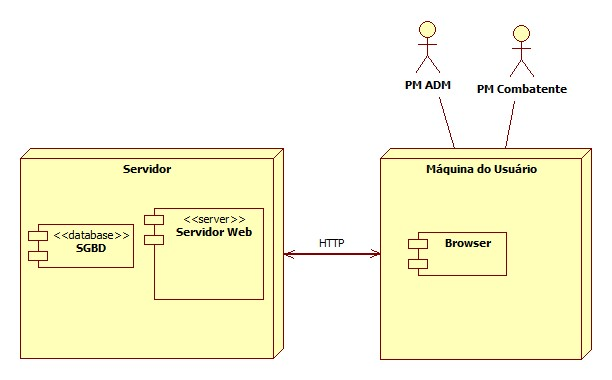 PM ADM
PM Combatente
Servidor
Máquina do Usuário
<<database>>
SGBD
<<server>>
Servidor Web
HTTP
Browser